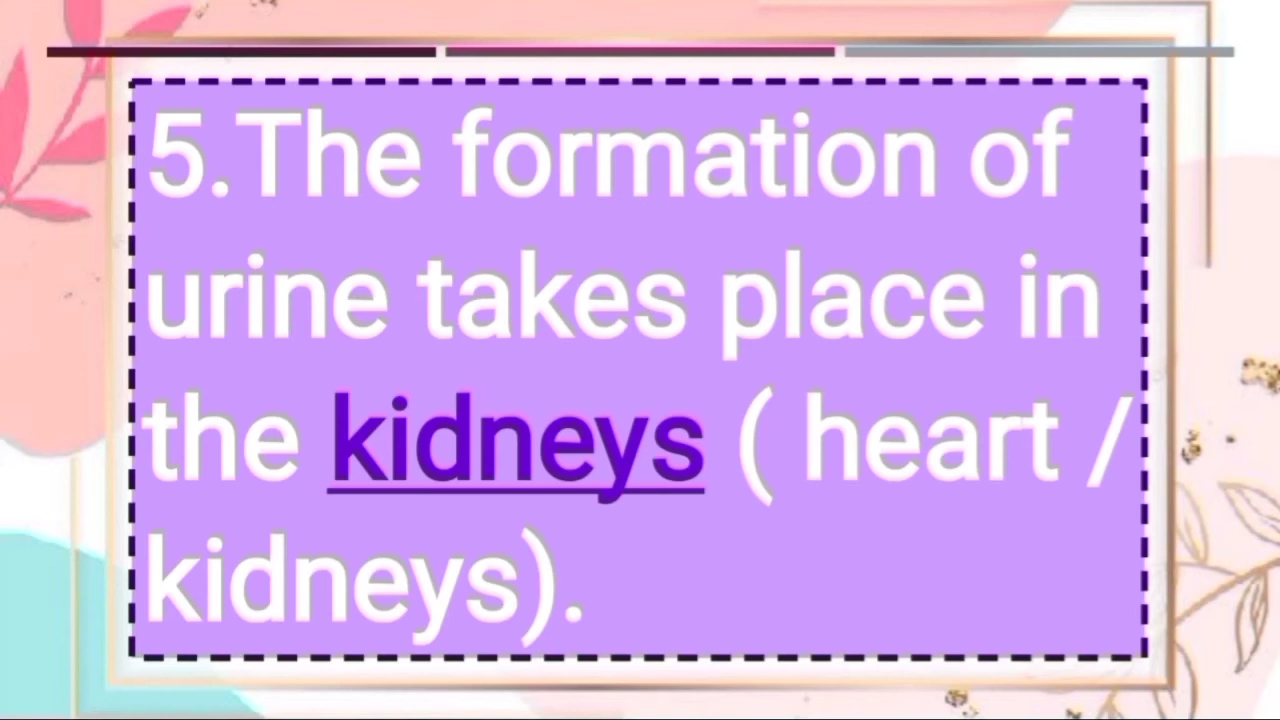 5.The formation of
urine takes place in
the kidneys ( heart /
kidneys).